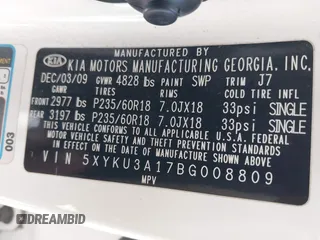 MANUFACTURED BY
KIA KIA MOTORS MANUFACTURING GEORGIA, INC.
DEC/03/09 GVWR 4828 lbs PAINT SWP TRIM J7
GAWR TIRES RIMS COLD TIRE INFL.
FRONT 2977 lbs P235/60R18 7.0JX18 33psi SINGLE
REAR 3197 lbs P235/60R18 7.0JX18 33psi SINGLE
THIS VEHICLE CONFORMS TO ALL APPLICABLE U.S.A. FEDERAL
MOTOR VEHICLE SAFETY STANDARDS IN EFFECT ON THE DATE
OF MANUFACTURE SHOWN ABOVE.
VIN 5XYKU3A17BG008809
MPV
003
DREAMBID